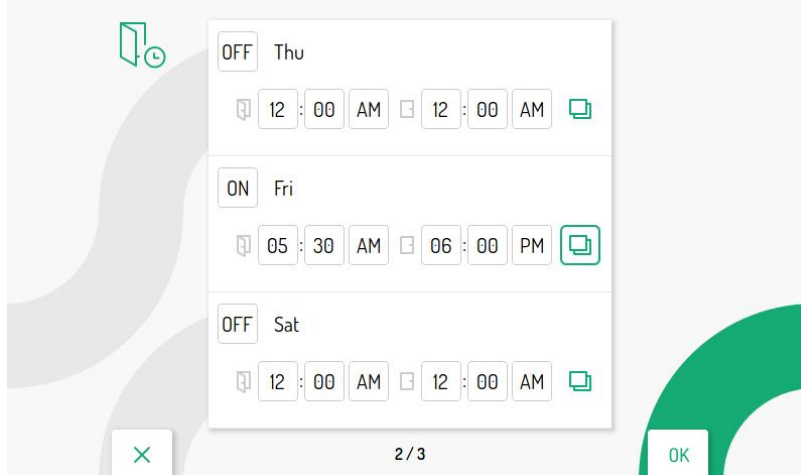 OFF Thu
12 : 00 AM 12 : 00 AM
ON Fri
05 : 30 AM 06 : 00 PM
OFF Sat
12 : 00 AM 12 : 00 AM
2/3 OK